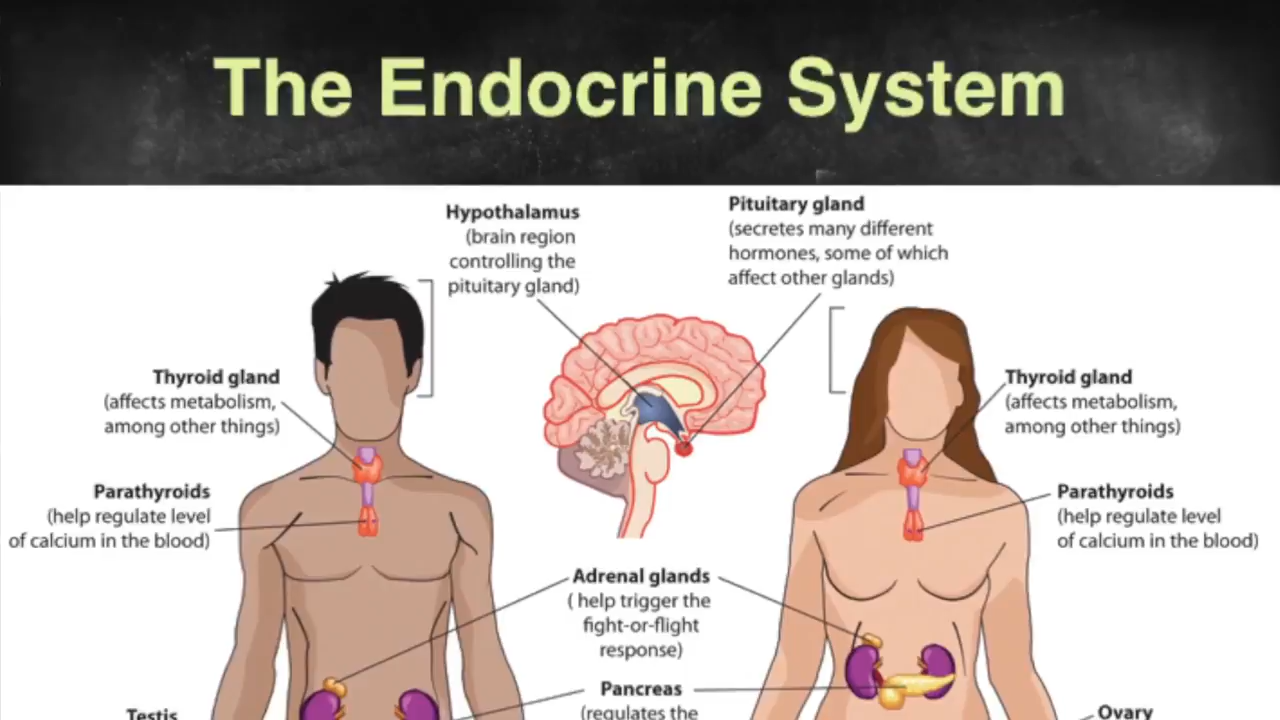 The Endocrine System
Hypothalamus
(brain region
controlling the
pituitary gland)
Pituitary gland
(secretes many different
hormones, some of which
affect other glands)
Thyroid gland
(affects metabolism,
among other things)
Thyroid gland
(affects metabolism,
among other things)
Parathyroids
(help regulate level
of calcium in the blood)
Parathyroids
(help regulate level
of calcium in the blood)
Adrenal glands
( help trigger the
fight-or-flight
response)
Pancreas
(regulates the
Testis
Ovary